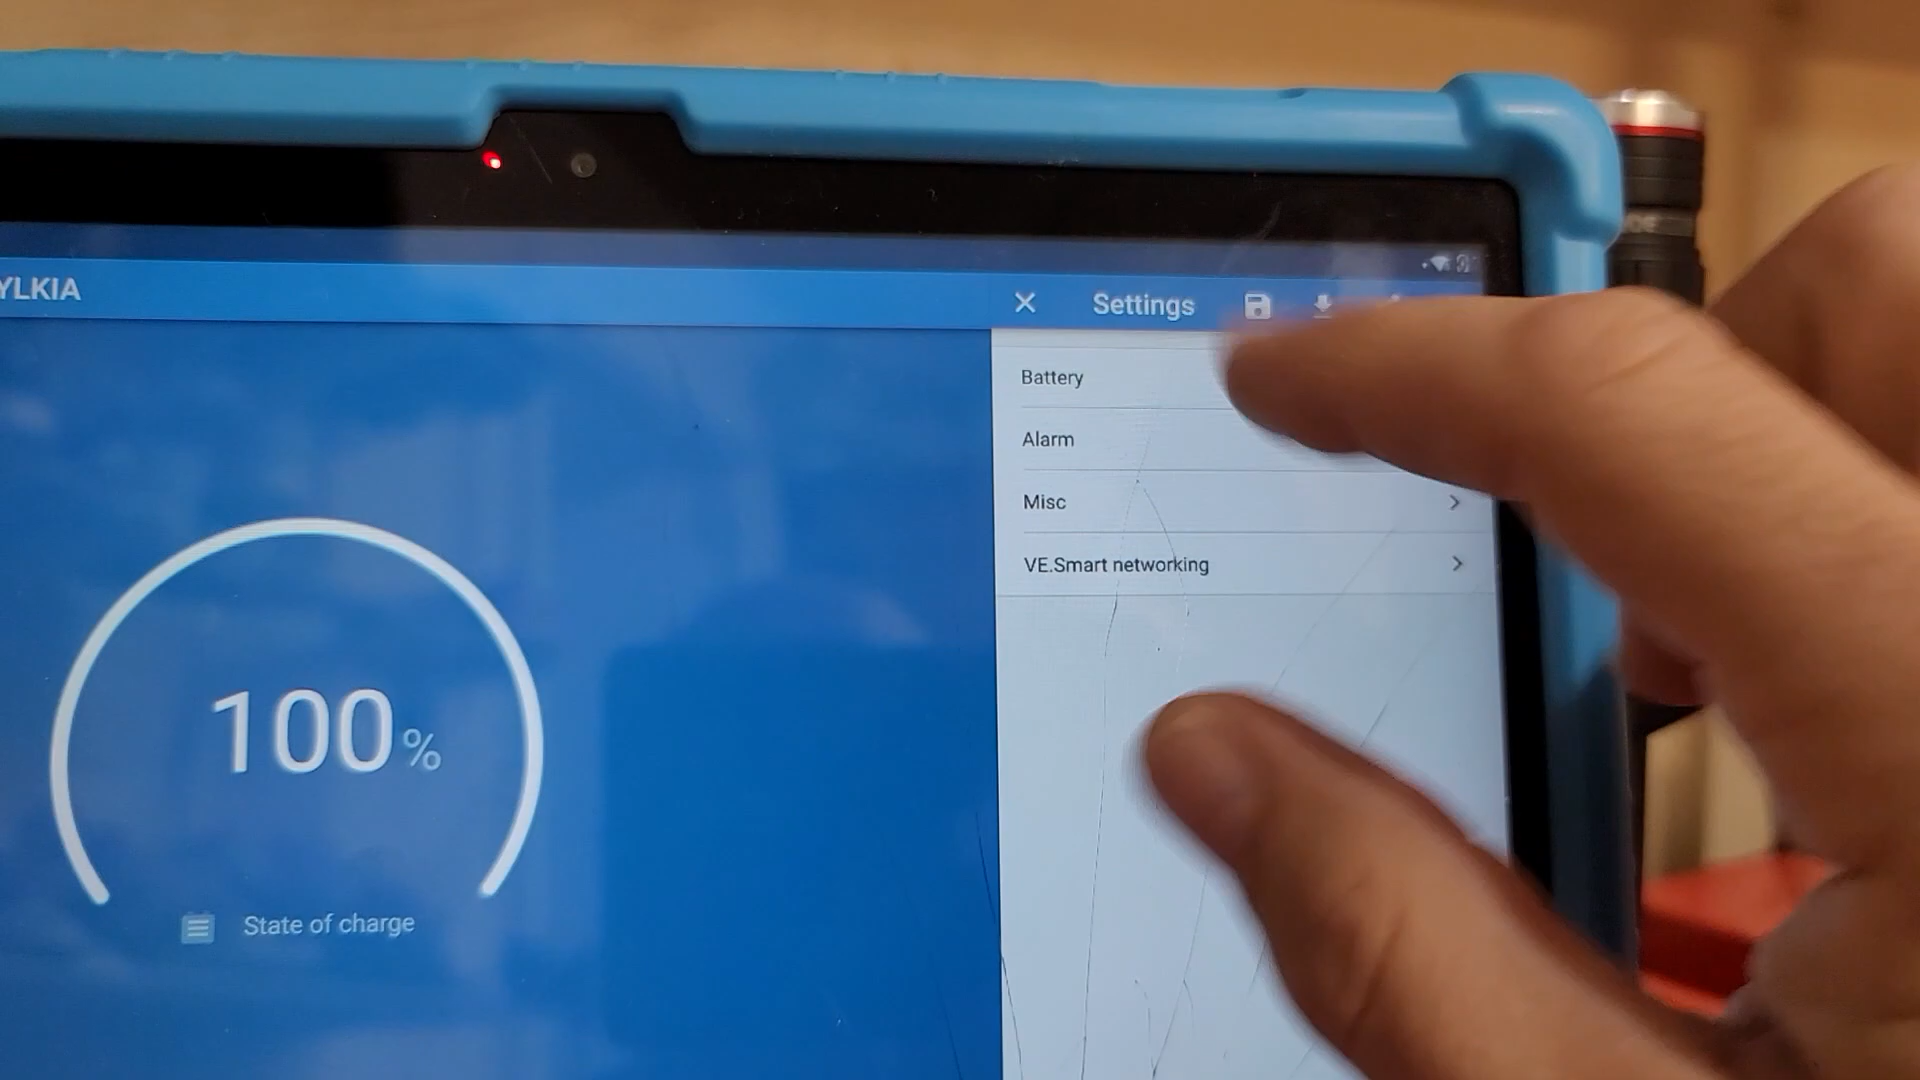 YLKIA
Settings
Battery
Alarm
Misc
VE.Smart networking
100%
State of charge